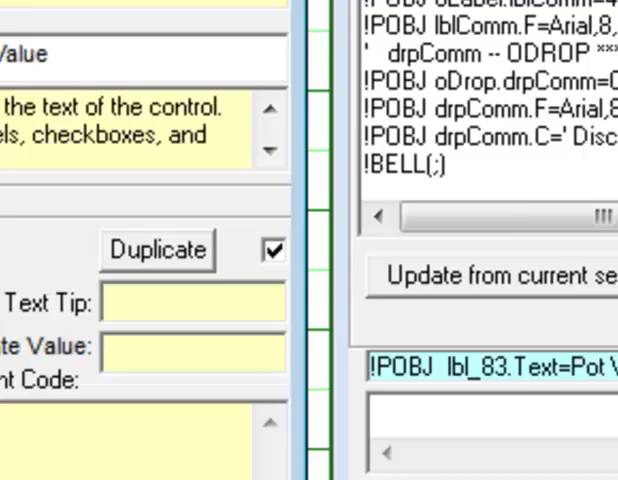 Value
the text of the control.
els, checkboxes, and
Duplicate
Text Tip:
te Value:
nt Code:
!POBJ lblComm.F=Arial,8,
' drpComm -- ODROP ***
!POBJ oDrop.drpComm=
!POBJ drpComm.F=Arial,8
!POBJ drpComm.C=' Disc
!BELL(;)
Update from current se
!POBJ lbl_83.Text=Pot